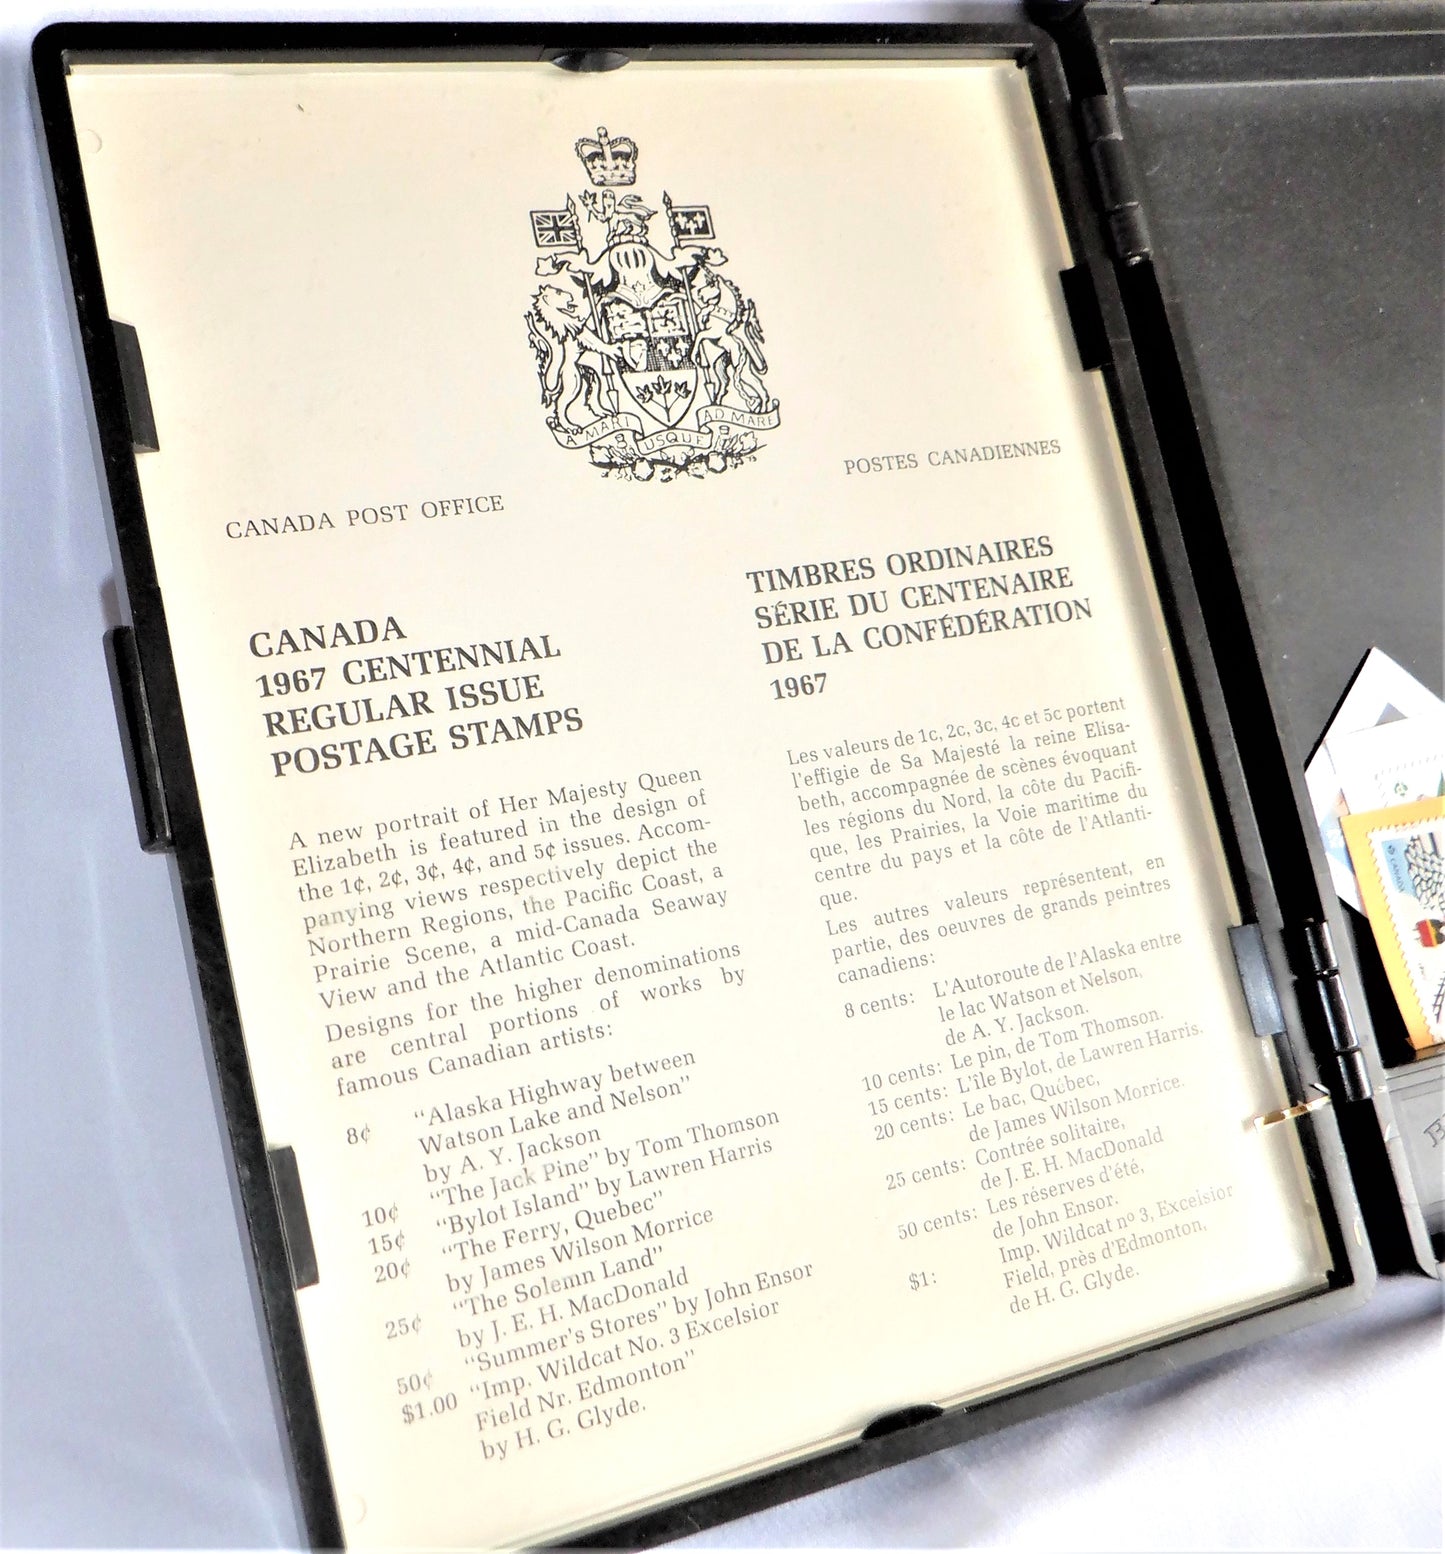 A MARI USQUE AD MARE
CANADA POST OFFICE
CANADA
1967 CENTENNIAL
REGULAR ISSUE
POSTAGE STAMPS
A new portrait of Her Majesty Queen
Elizabeth is featured in the design of
the 1¢, 2¢, 3¢, 4¢, and 5¢ issues. Accom-
panying views respectively depict the
Northern Regions, the Pacific Coast, a
Prairie Scene, a mid-Canada Seaway
View and the Atlantic Coast.
Designs for the higher denominations
are central portions of works by
famous Canadian artists:
8¢ "Alaska Highway between
Watson Lake and Nelson"
by A. Y. Jackson
10¢ "The Jack Pine" by Tom Thomson
15¢ "Bylot Island" by Lawren Harris
20¢ "The Ferry, Quebec"
by James Wilson Morrice
25¢ "The Solemn Land"
by J. E. H. MacDonald
50¢ "Summer's Stores" by John Ensor
$1.00 "Imp. Wildcat No. 3 Excelsior
Field Nr. Edmonton"
by H. G. Glyde.
POSTES CANADIENNES
TIMBRES ORDINAIRES
SÉRIE DU CENTENAIRE
DE LA CONFÉDÉRATION
1967
Les valeurs de 1c, 2c, 3c, 4c et 5c portent
l'effigie de Sa Majesté la reine Elisa-
beth, accompagnée de scènes évoquant
les régions du Nord, la côte du Pacifi-
que, les Prairies, la Voie maritime du
centre du pays et la côte de l'Atlanti-
que.
Les autres valeurs représentent, en
partie, des oeuvres de grands peintres
canadiens:
8 cents: L'Autoroute de l'Alaska entre
le lac Watson et Nelson,
de A. Y. Jackson.
10 cents: Le pin, de Tom Thomson.
15 cents: L'île Bylot, de Lawren Harris.
20 cents: Le bac, Québec,
de James Wilson Morrice.
25 cents: Contrée solitaire,
de J. E. H. MacDonald
50 cents: Les réserves d'été,
de John Ensor.
$1: Imp. Wildcat nº 3, Excelsior
Field, près d'Edmonton,
de H. G. Glyde.
CANADA